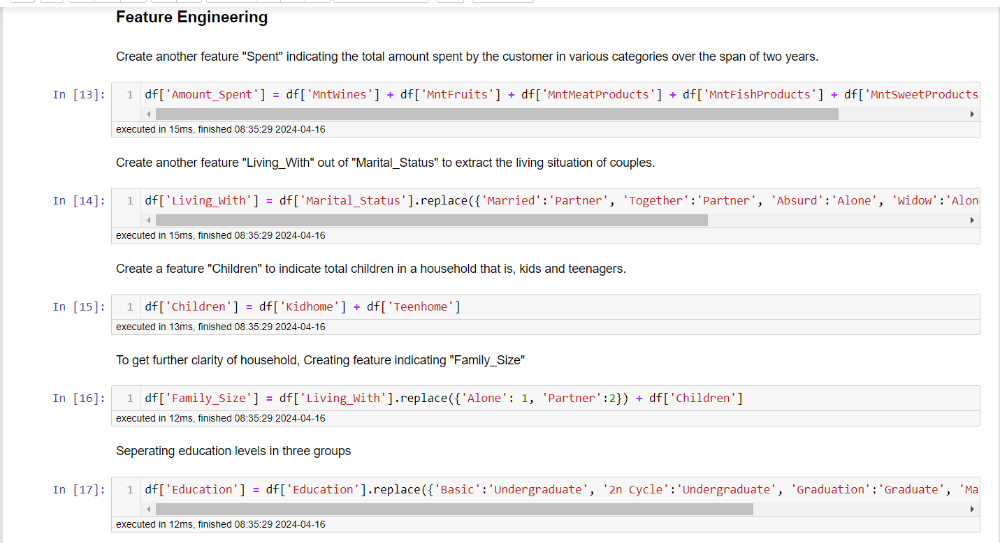 Feature Engineering
Create another feature "Spent" indicating the total amount spent by the customer in various categories over the span of two years.
In [13]: 1 df['Amount_Spent'] = df['MntWines'] + df['MntFruits'] + df['MntMeatProducts'] + df['MntFishProducts'] + df['MntSweetProducts
executed in 15ms, finished 08:35:29 2024-04-16
Create another feature "Living_With" out of "Marital_Status" to extract the living situation of couples.
In [14]: 1 df['Living_With'] = df['Marital_Status'].replace({'Married':'Partner', 'Together':'Partner', 'Absurd':'Alone', 'Widow':'Alon
executed in 15ms, finished 08:35:29 2024-04-16
Create a feature "Children" to indicate total children in a household that is, kids and teenagers.
In [15]: 1 df['Children'] = df['Kidhome'] + df['Teenhome']
executed in 13ms, finished 08:35:29 2024-04-16
To get further clarity of household, Creating feature indicating "Family_Size"
In [16]: 1 df['Family_Size'] = df['Living_With'].replace({'Alone': 1, 'Partner':2}) + df['Children']
executed in 12ms, finished 08:35:29 2024-04-16
Seperating education levels in three groups
In [17]: 1 df['Education'] = df['Education'].replace({'Basic':'Undergraduate', '2n Cycle':'Undergraduate', 'Graduation':'Graduate', 'Ma
executed in 12ms, finished 08:35:29 2024-04-16